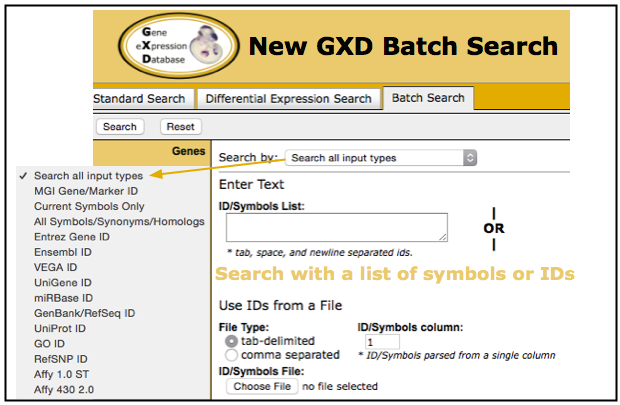 Gene
eXpression
Database
New GXD Batch Search
Standard Search
Differential Expression Search
Batch Search
Search
Reset
Genes
Search by:
Search all input types
✓ Search all input types
MGI Gene/Marker ID
Current Symbols Only
All Symbols/Synonyms/Homologs
Entrez Gene ID
Ensembl ID
VEGA ID
UniGene ID
miRBase ID
GenBank/RefSeq ID
UniProt ID
GO ID
RefSNP ID
Affy 1.0 ST
Affy 430 2.0
Enter Text
ID/Symbols List:
* tab, space, and newline separated ids.
OR
Search with a list of symbols or IDs
Use IDs from a File
File Type:
tab-delimited
comma separated
ID/Symbols column:
1
* ID/Symbols parsed from a single column
ID/Symbols File:
Choose File no file selected